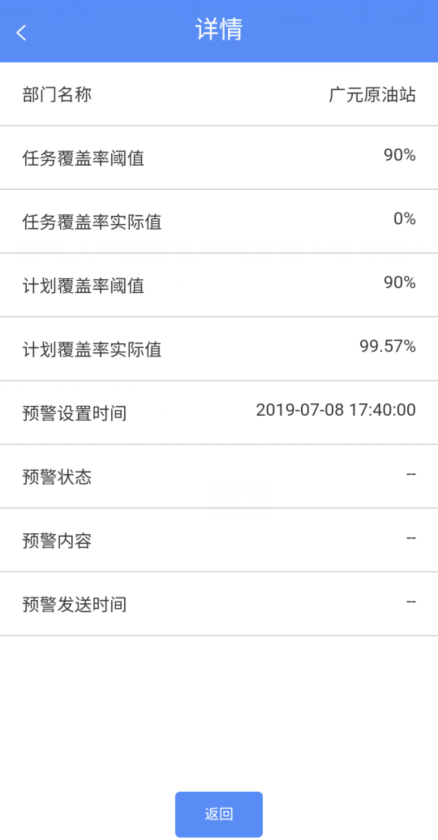 详情
部门名称 广元原油站
任务覆盖率阈值 90%
任务覆盖率实际值 0%
计划覆盖率阈值 90%
计划覆盖率实际值 99.57%
预警设置时间 2019-07-08 17:40:00
预警状态 --
预警内容 --
预警发送时间 --
返回